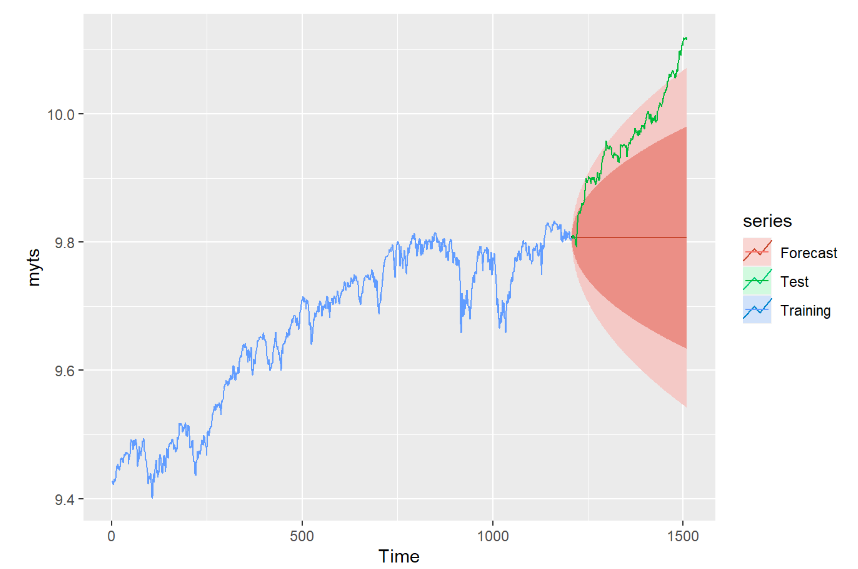 10.0
9.8
9.6
9.4
myts
0
500
1000
1500
Time
series
Forecast
Test
Training